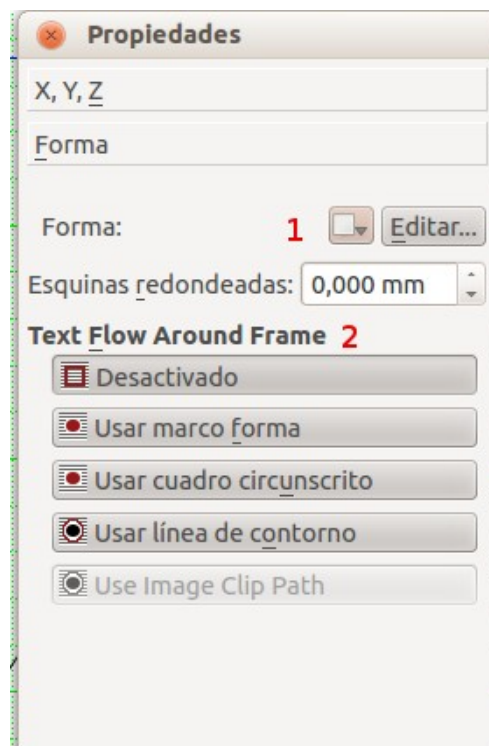 Propiedades
X, Y, Z
Forma
Forma: 1 Editar...
Esquinas redondeadas: 0,000 mm
Text Flow Around Frame 2
Desactivado
Usar marco forma
Usar cuadro circunscrito
Usar línea de contorno
Use Image Clip Path